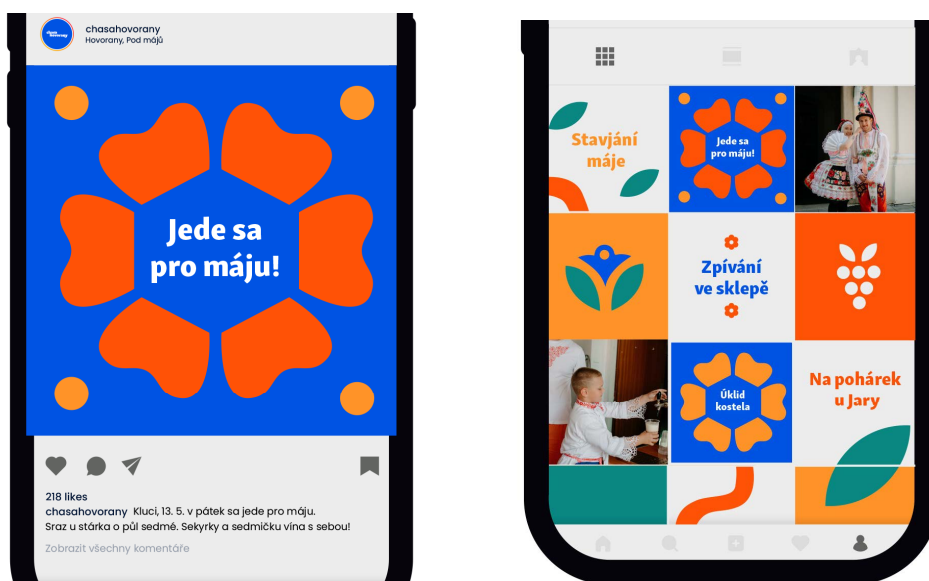 chasahovorany
Hovorany, Pod májů
Jede sa
pro máju!
218 likes
chasahovorany Kluci, 13. 5. v pátek sa jede pro máju.
Sraz u stárka o půl sedmé. Sekyrky a sedmičku vína s sebou!
Zobrazit všechny komentáře
Stavjání
máje
Jede sa
pro máju!
Zpívání
ve sklepě
Úklid
kostela
Na pohárek
u Jary